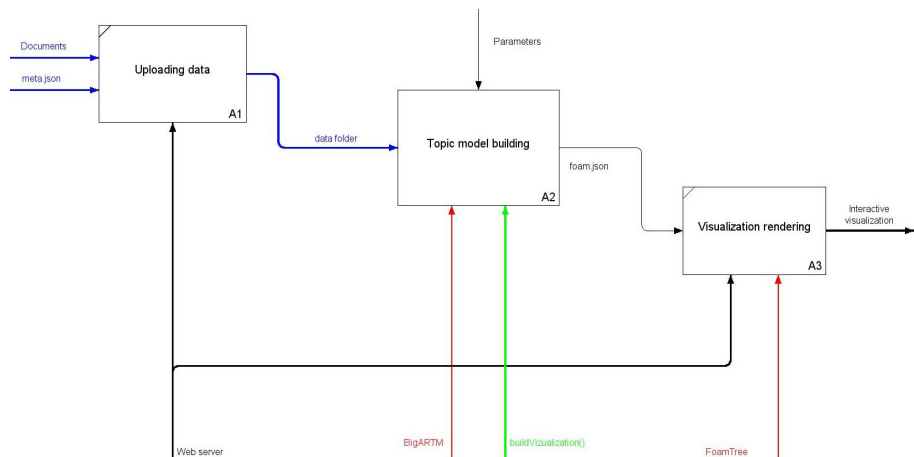 Documents
meta.json
Uploading data
A1
Parameters
data folder
Topic model building
A2
foam.json
Visualization rendering
A3
Interactive
visualization
Web server
BigARTM
buildVizualization()
FoamTree